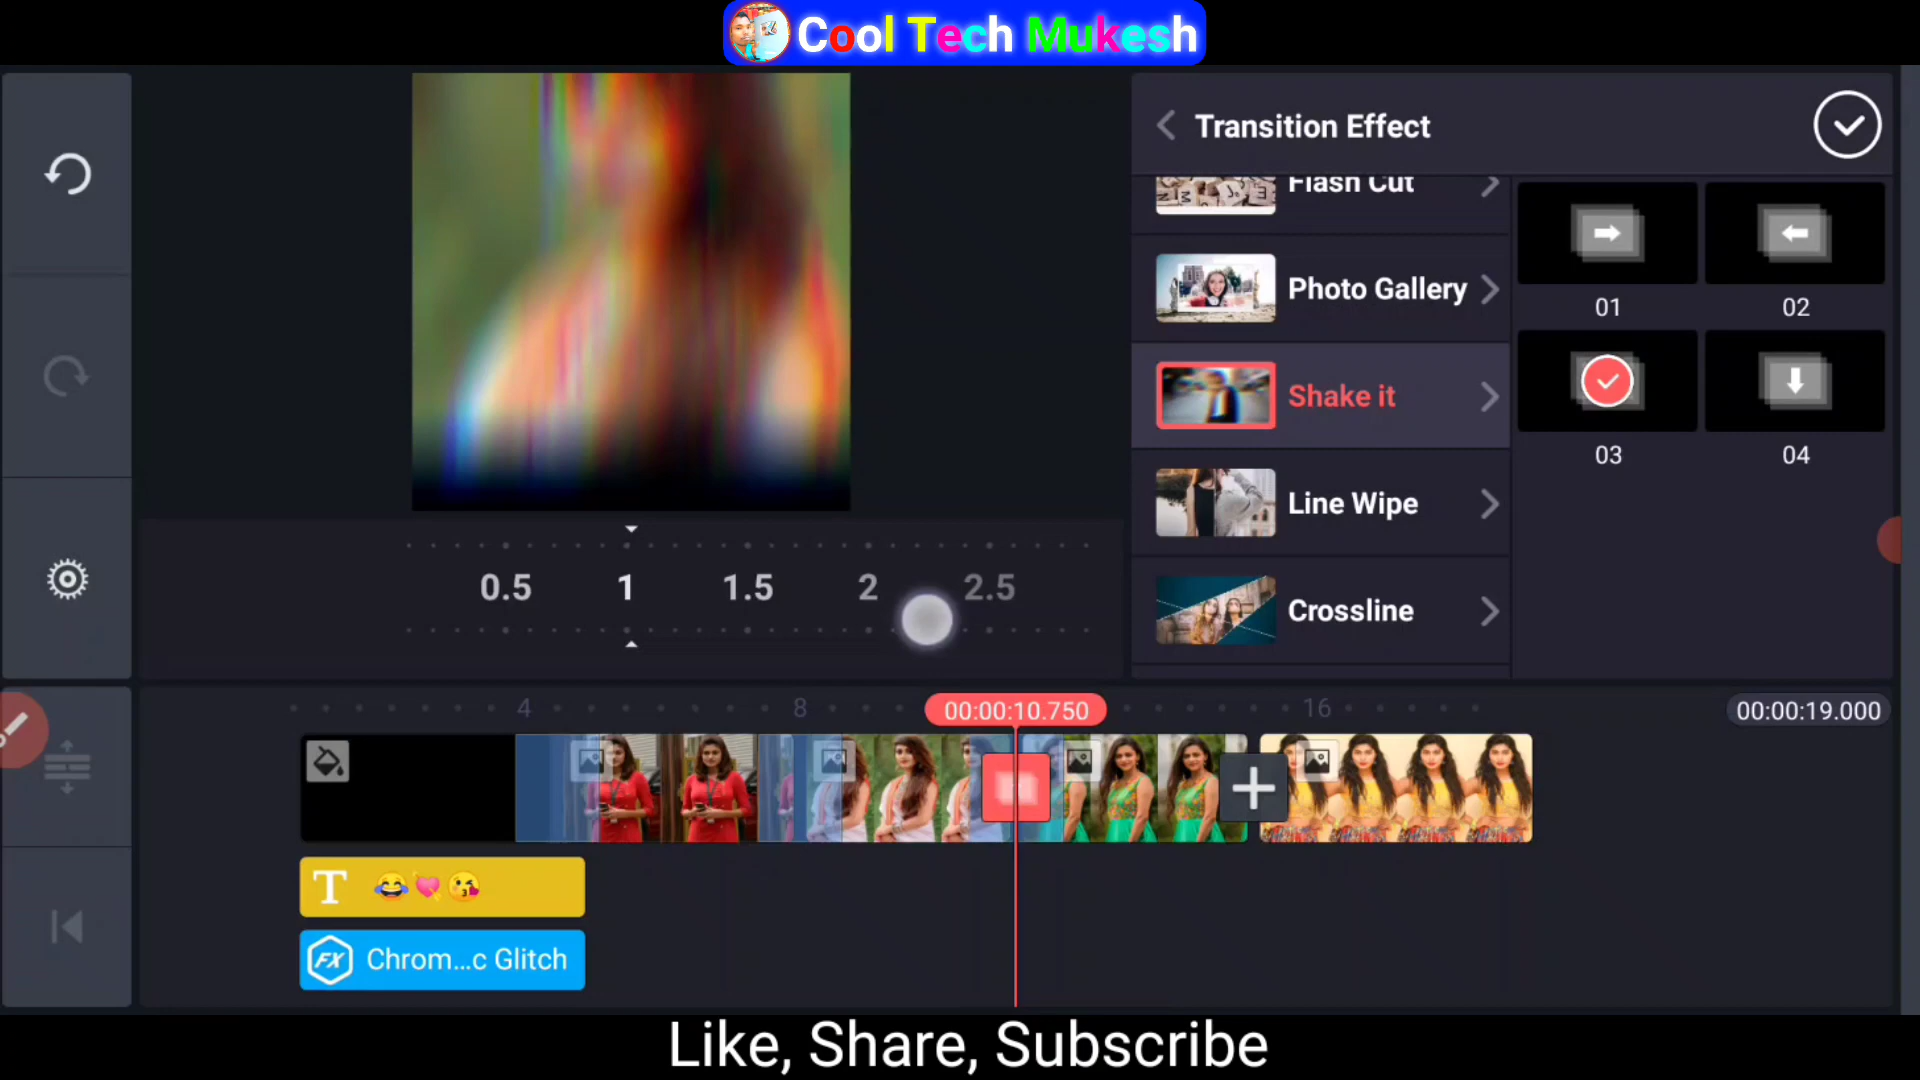 Cool Tech Mukesh
Transition Effect
Flash Cut
Photo Gallery
Shake it
Line Wipe
Crossline
01
02
03
04
0.5 1 1.5 2 2.5
4 8 00:00:10.750 16 00:00:19.000
T 😂💘😘
FX Chrom...c Glitch
Like, Share, Subscribe